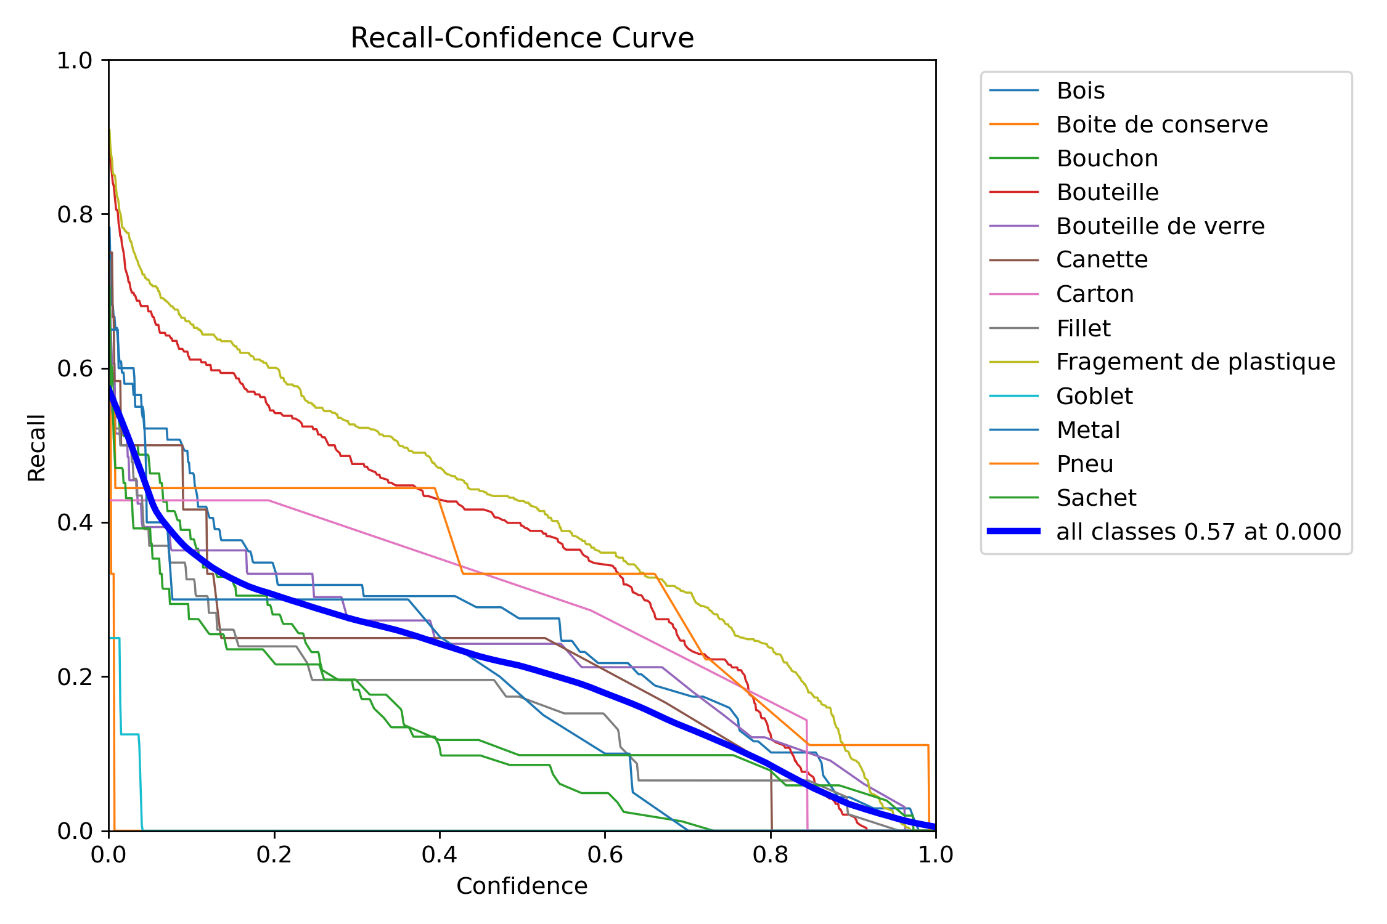 Recall-Confidence Curve
1.0
0.8
0.6
0.4
0.2
0.0
Recall
0.0 0.2 0.4 0.6 0.8 1.0
Confidence
Bois
Boite de conserve
Bouchon
Bouteille
Bouteille de verre
Canette
Carton
Fillet
Fragement de plastique
Goblet
Metal
Pneu
Sachet
all classes 0.57 at 0.000